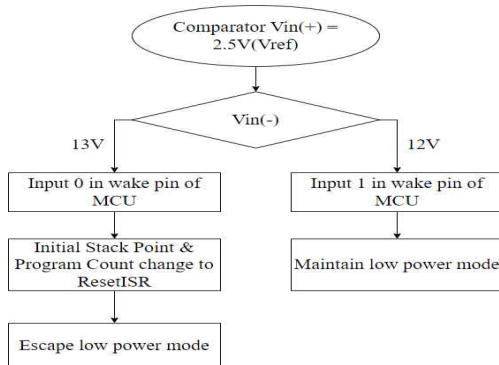 Comparator Vin(+) =
2.5V(Vref)
Vin(-)
13V
12V
Input 0 in wake pin of
MCU
Input 1 in wake pin of
MCU
Initial Stack Point &
Program Count change to
ResetISR
Maintain low power mode
Escape low power mode